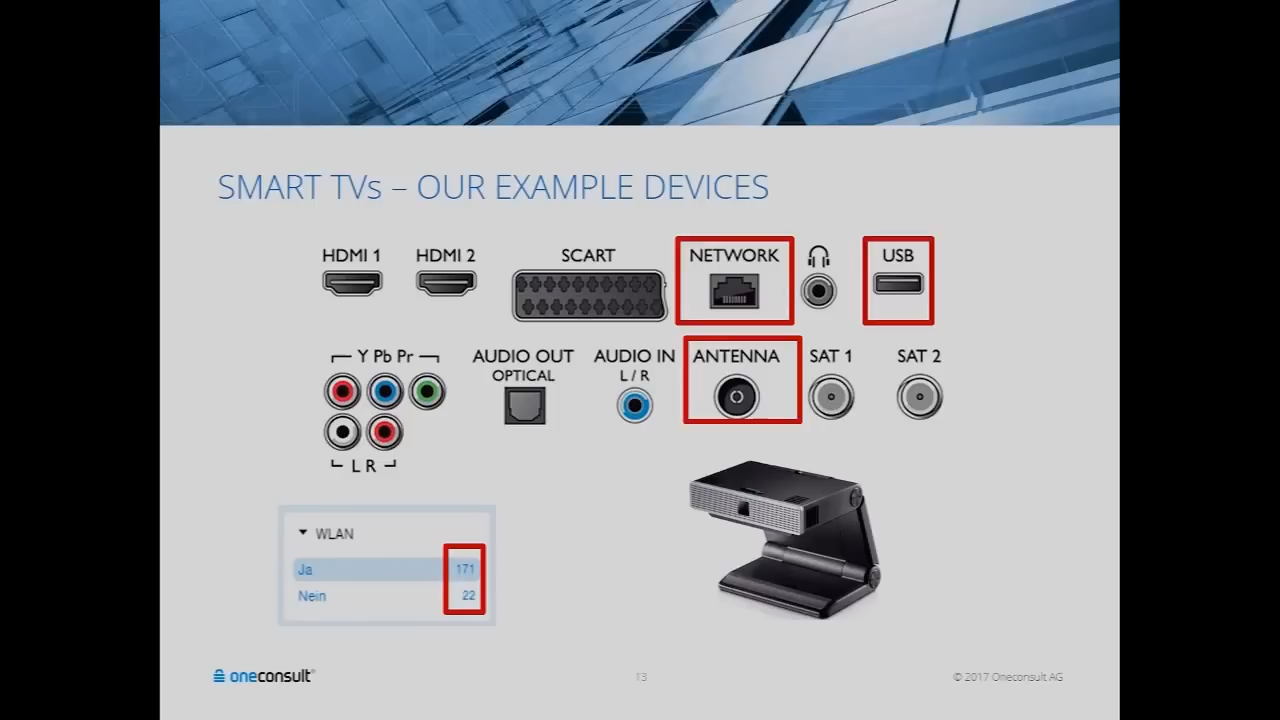 SMART TVs – OUR EXAMPLE DEVICES
HDMI 1 HDMI 2 SCART NETWORK USB
Y Pb Pr AUDIO OUT AUDIO IN ANTENNA SAT 1 SAT 2
OPTICAL L / R
L R
WLAN
Ja 171
Nein 22
oneconsult 13 © 2017 Oneconsult AG